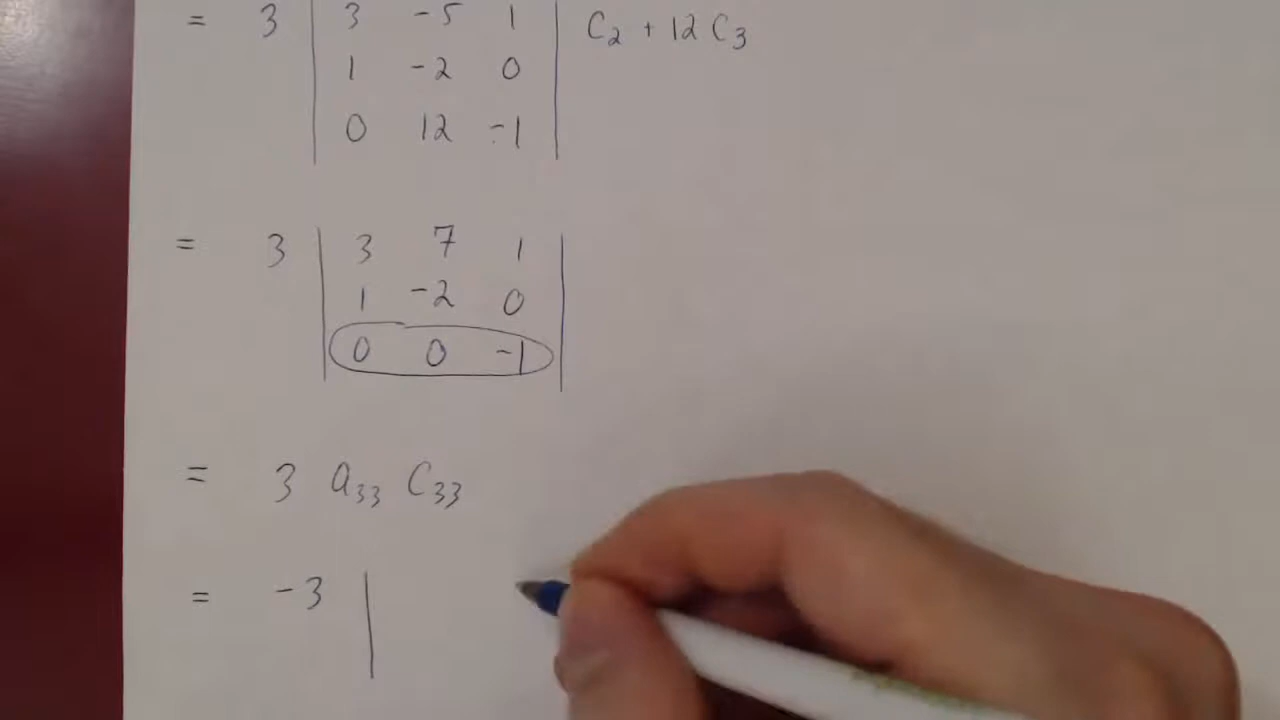 = 3 | 3 -5 1 | C₂ + 12 C₃
| 1 -2 0 |
| 0 12 -1 |
= 3 | 3 7 1 |
| 1 -2 0 |
| 0 0 -1 |
= 3 a₃₃ C₃₃
= -3 |